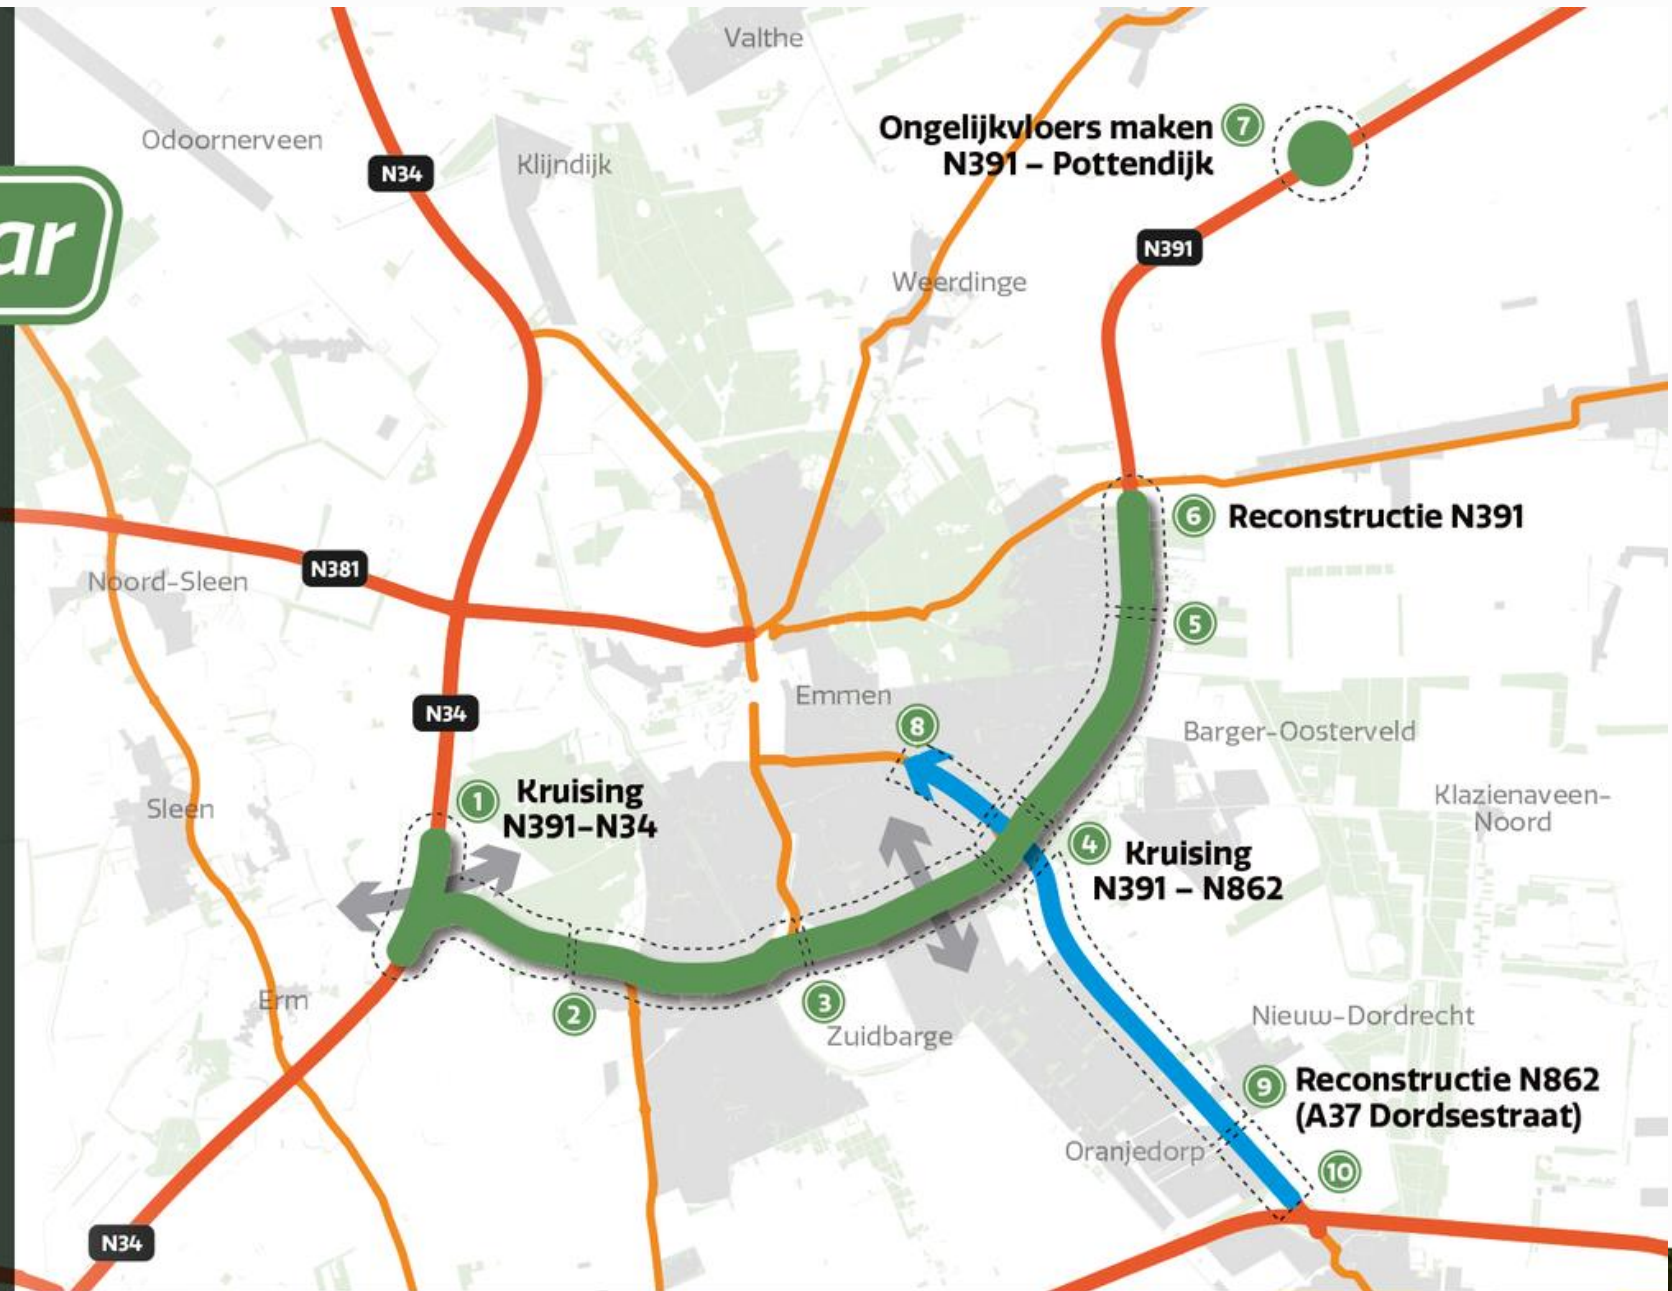 Valthe
Ongelijkvloers maken 7
N391 – Pottendijk
Odoornerveen
Klijndijk
N34
ar
N391
Weerdinge
6 Reconstructie N391
N381
Noord-Sleen
5
Emmen
N34
8
Barger-Oosterveld
1 Kruising
N391–N34
Sleen
Klazienaveen-
Noord
4 Kruising
N391 – N862
Erm
2
3
Zuidbarge
Nieuw-Dordrecht
9 Reconstructie N862
(A37 Dordsestraat)
Oranjedorp
10
N34